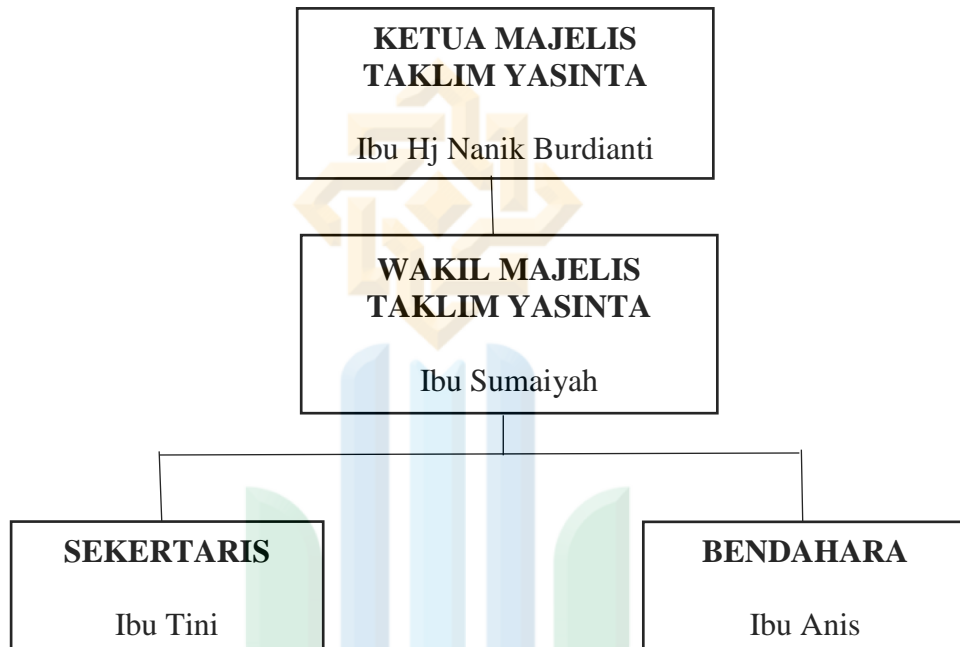 KETUA MAJELIS
TAKLIM YASINTA
Ibu Hj Nanik Burdianti
WAKIL MAJELIS
TAKLIM YASINTA
Ibu Sumaiyah
SEKERTARIS
Ibu Tini
BENDAHARA
Ibu Anis